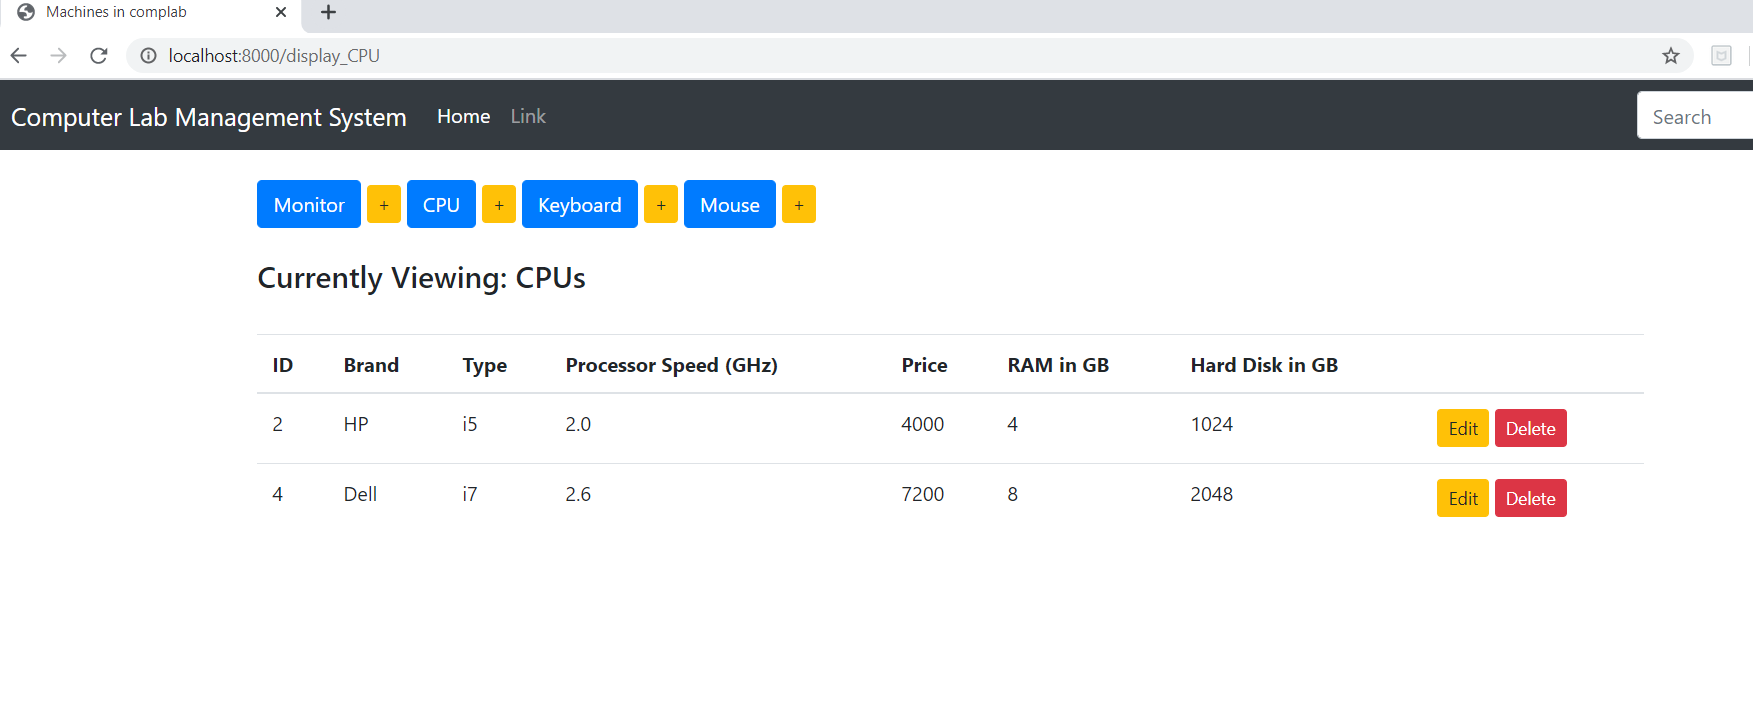 Machines in complab
localhost:8000/display_CPU
Computer Lab Management System Home Link Search
Monitor + CPU + Keyboard + Mouse +
Currently Viewing: CPUs
ID Brand Type Processor Speed (GHz) Price RAM in GB Hard Disk in GB
2 HP i5 2.0 4000 4 1024 Edit Delete
4 Dell i7 2.6 7200 8 2048 Edit Delete